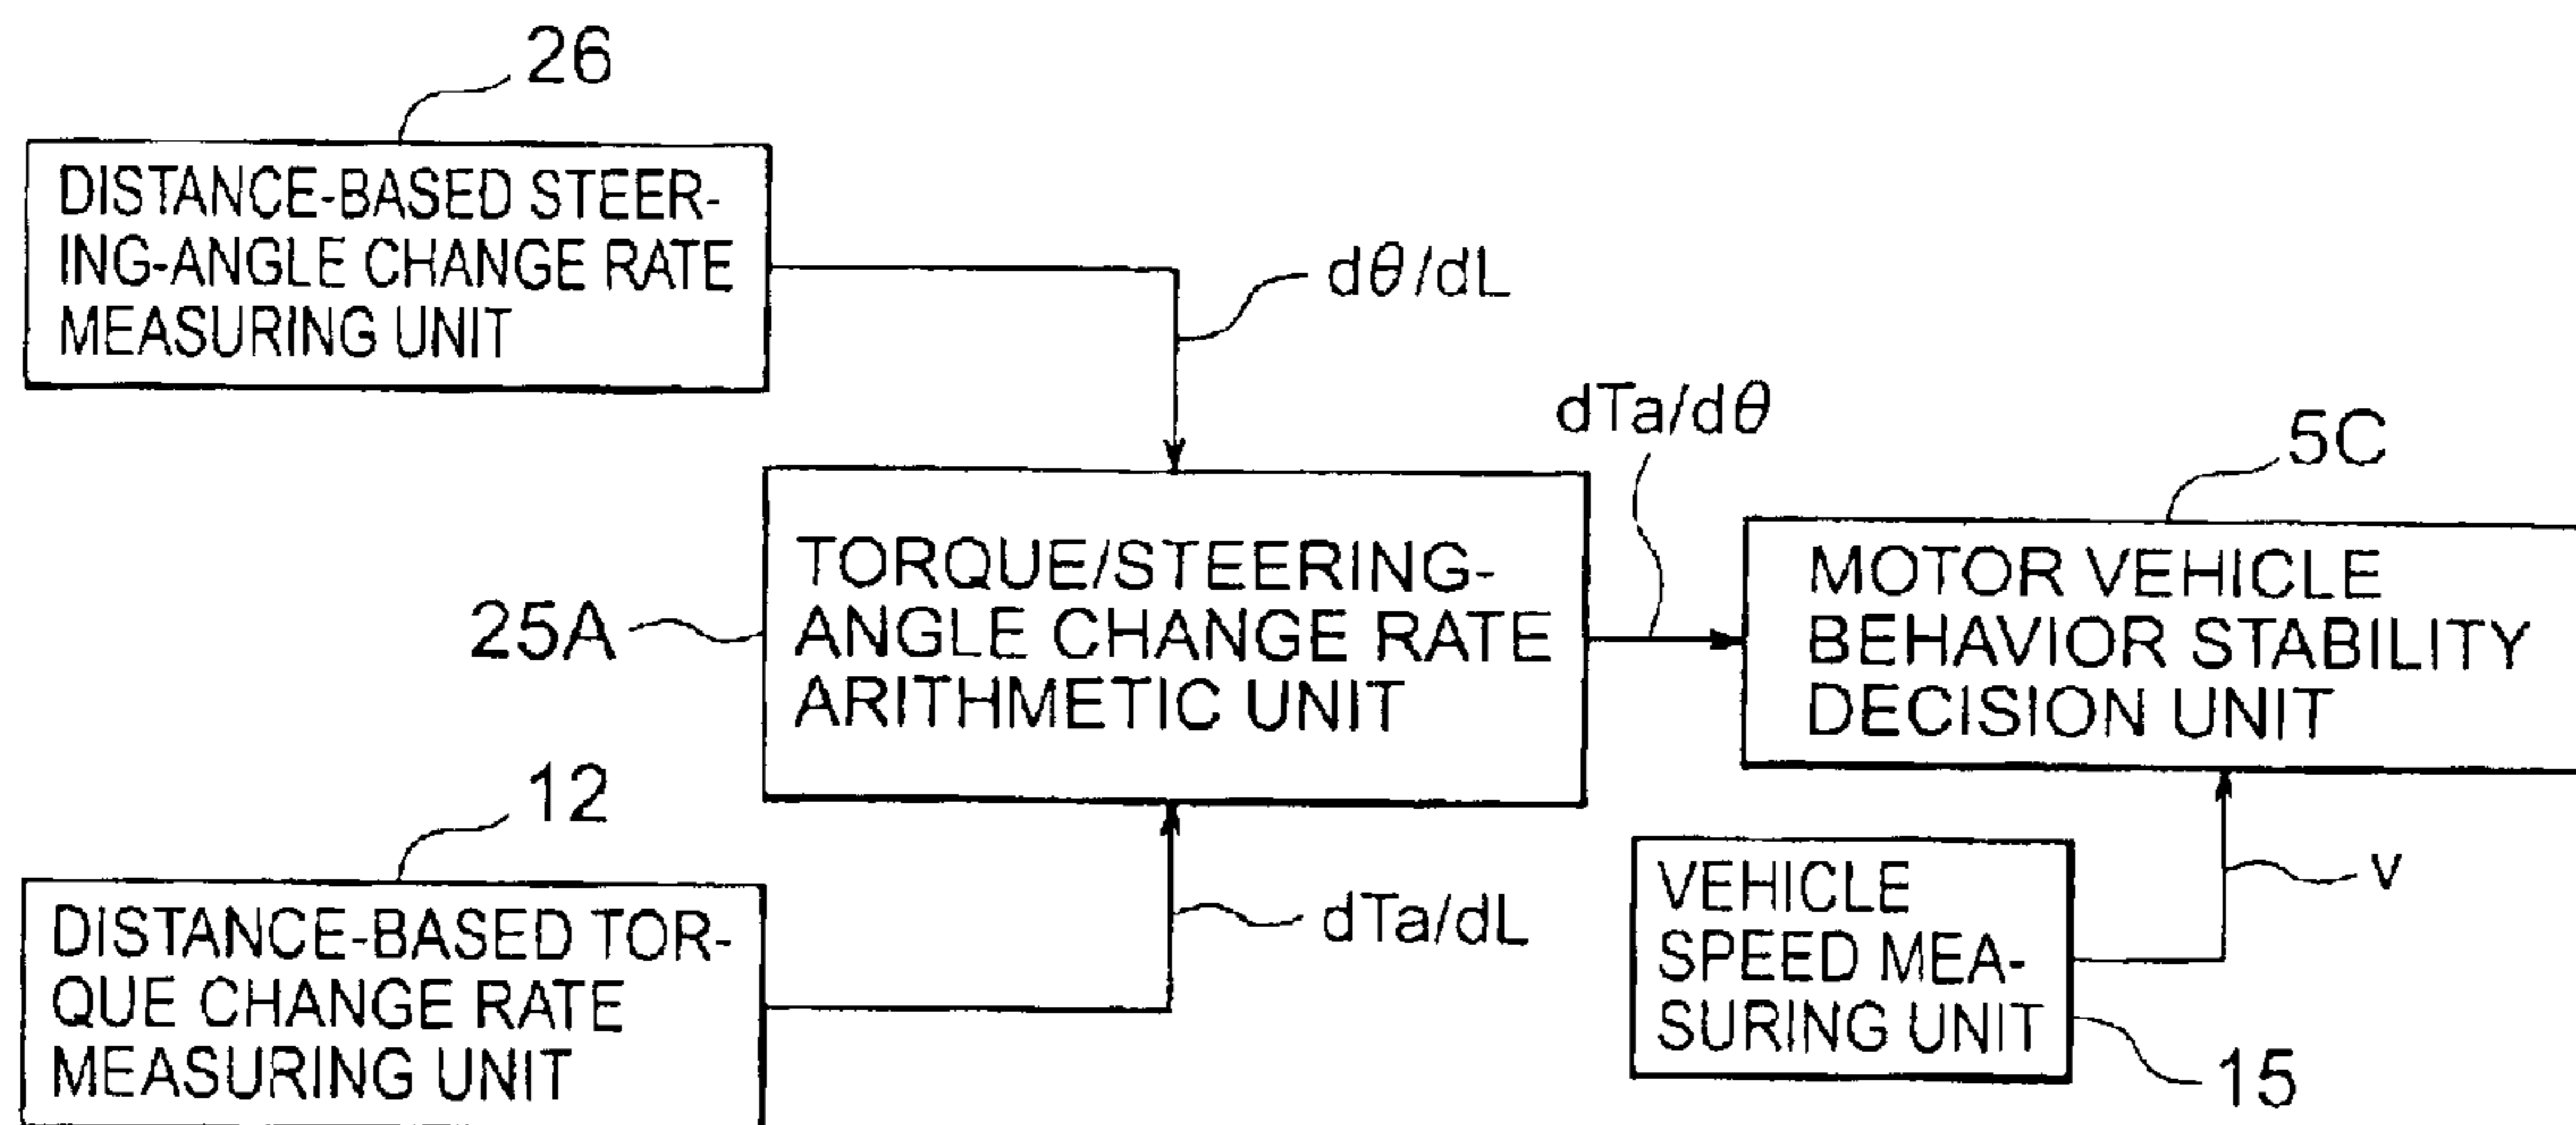 26
DISTANCE-BASED STEER-
ING-ANGLE CHANGE RATE
MEASURING UNIT
dθ/dL
dTa/dθ
5C
25A
TORQUE/STEERING-
ANGLE CHANGE RATE
ARITHMETIC UNIT
MOTOR VEHICLE
BEHAVIOR STABILITY
DECISION UNIT
12
DISTANCE-BASED TOR-
QUE CHANGE RATE
MEASURING UNIT
dTa/dL
VEHICLE
SPEED MEA-
SURING UNIT
v
15